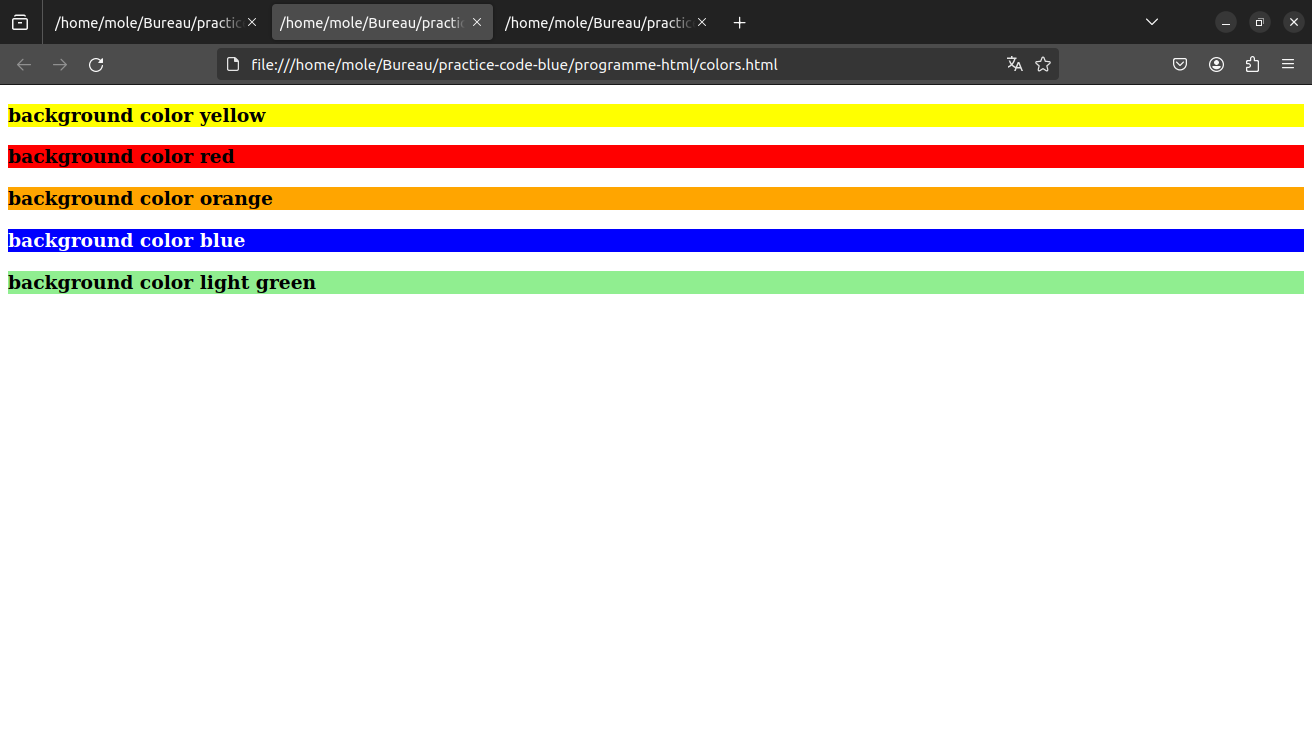 /home/mole/Bureau/practic
/home/mole/Bureau/practi
/home/mole/Bureau/practic
file:///home/mole/Bureau/practice-code-blue/programme-html/colors.html
background color yellow
background color red
background color orange
background color blue
background color light green